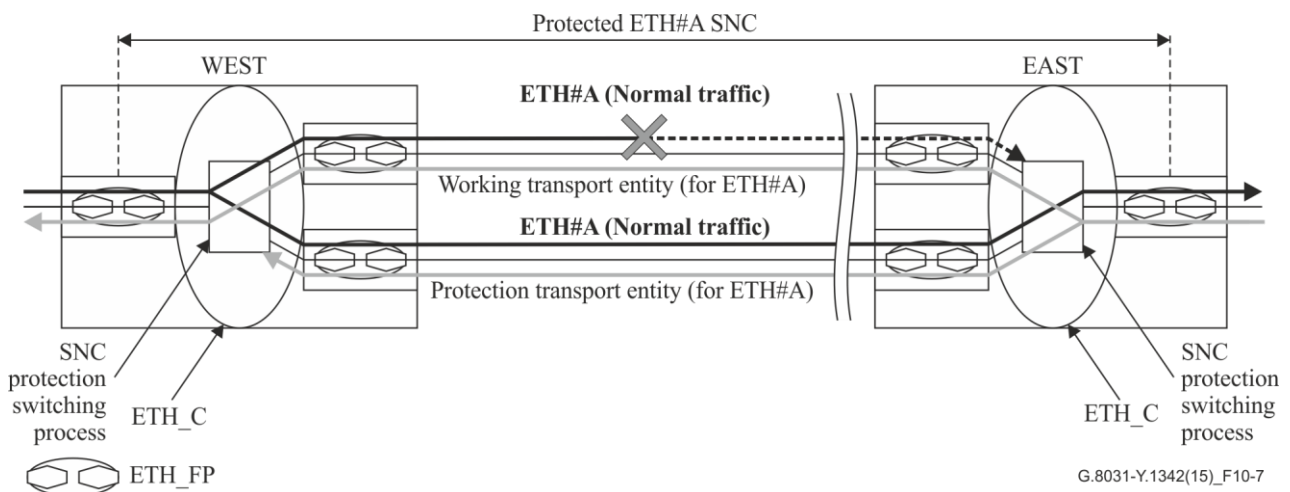 Protected ETH#A SNC
WEST
EAST
ETH#A (Normal traffic)
Working transport entity (for ETH#A)
ETH#A (Normal traffic)
Protection transport entity (for ETH#A)
SNC
protection
switching
process
ETH_C
ETH_C
SNC
protection
switching
process
ETH_FP
G.8031-Y.1342(15)_F10-7